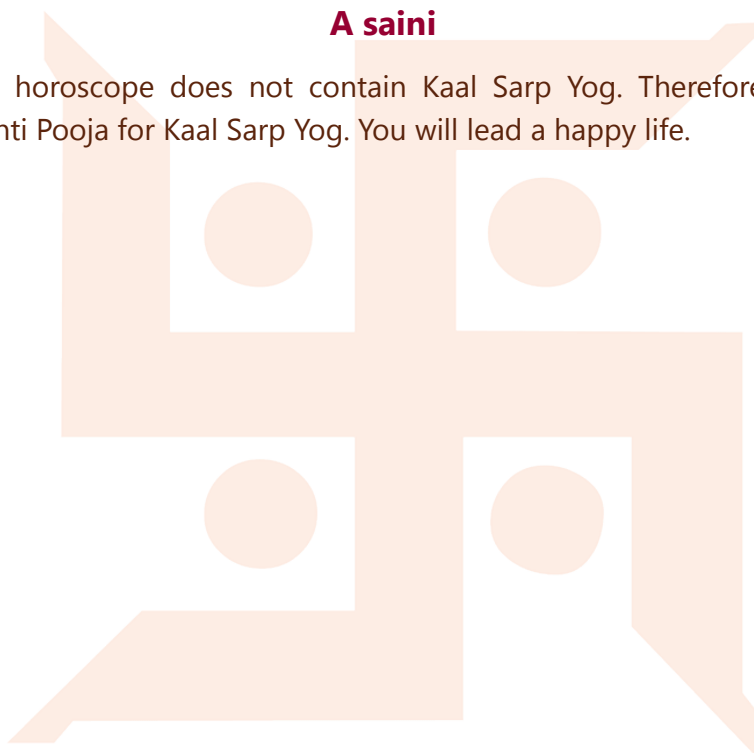 A saini
horoscope does not contain Kaal Sarp Yog. Therefore
nti Pooja for Kaal Sarp Yog. You will lead a happy life.